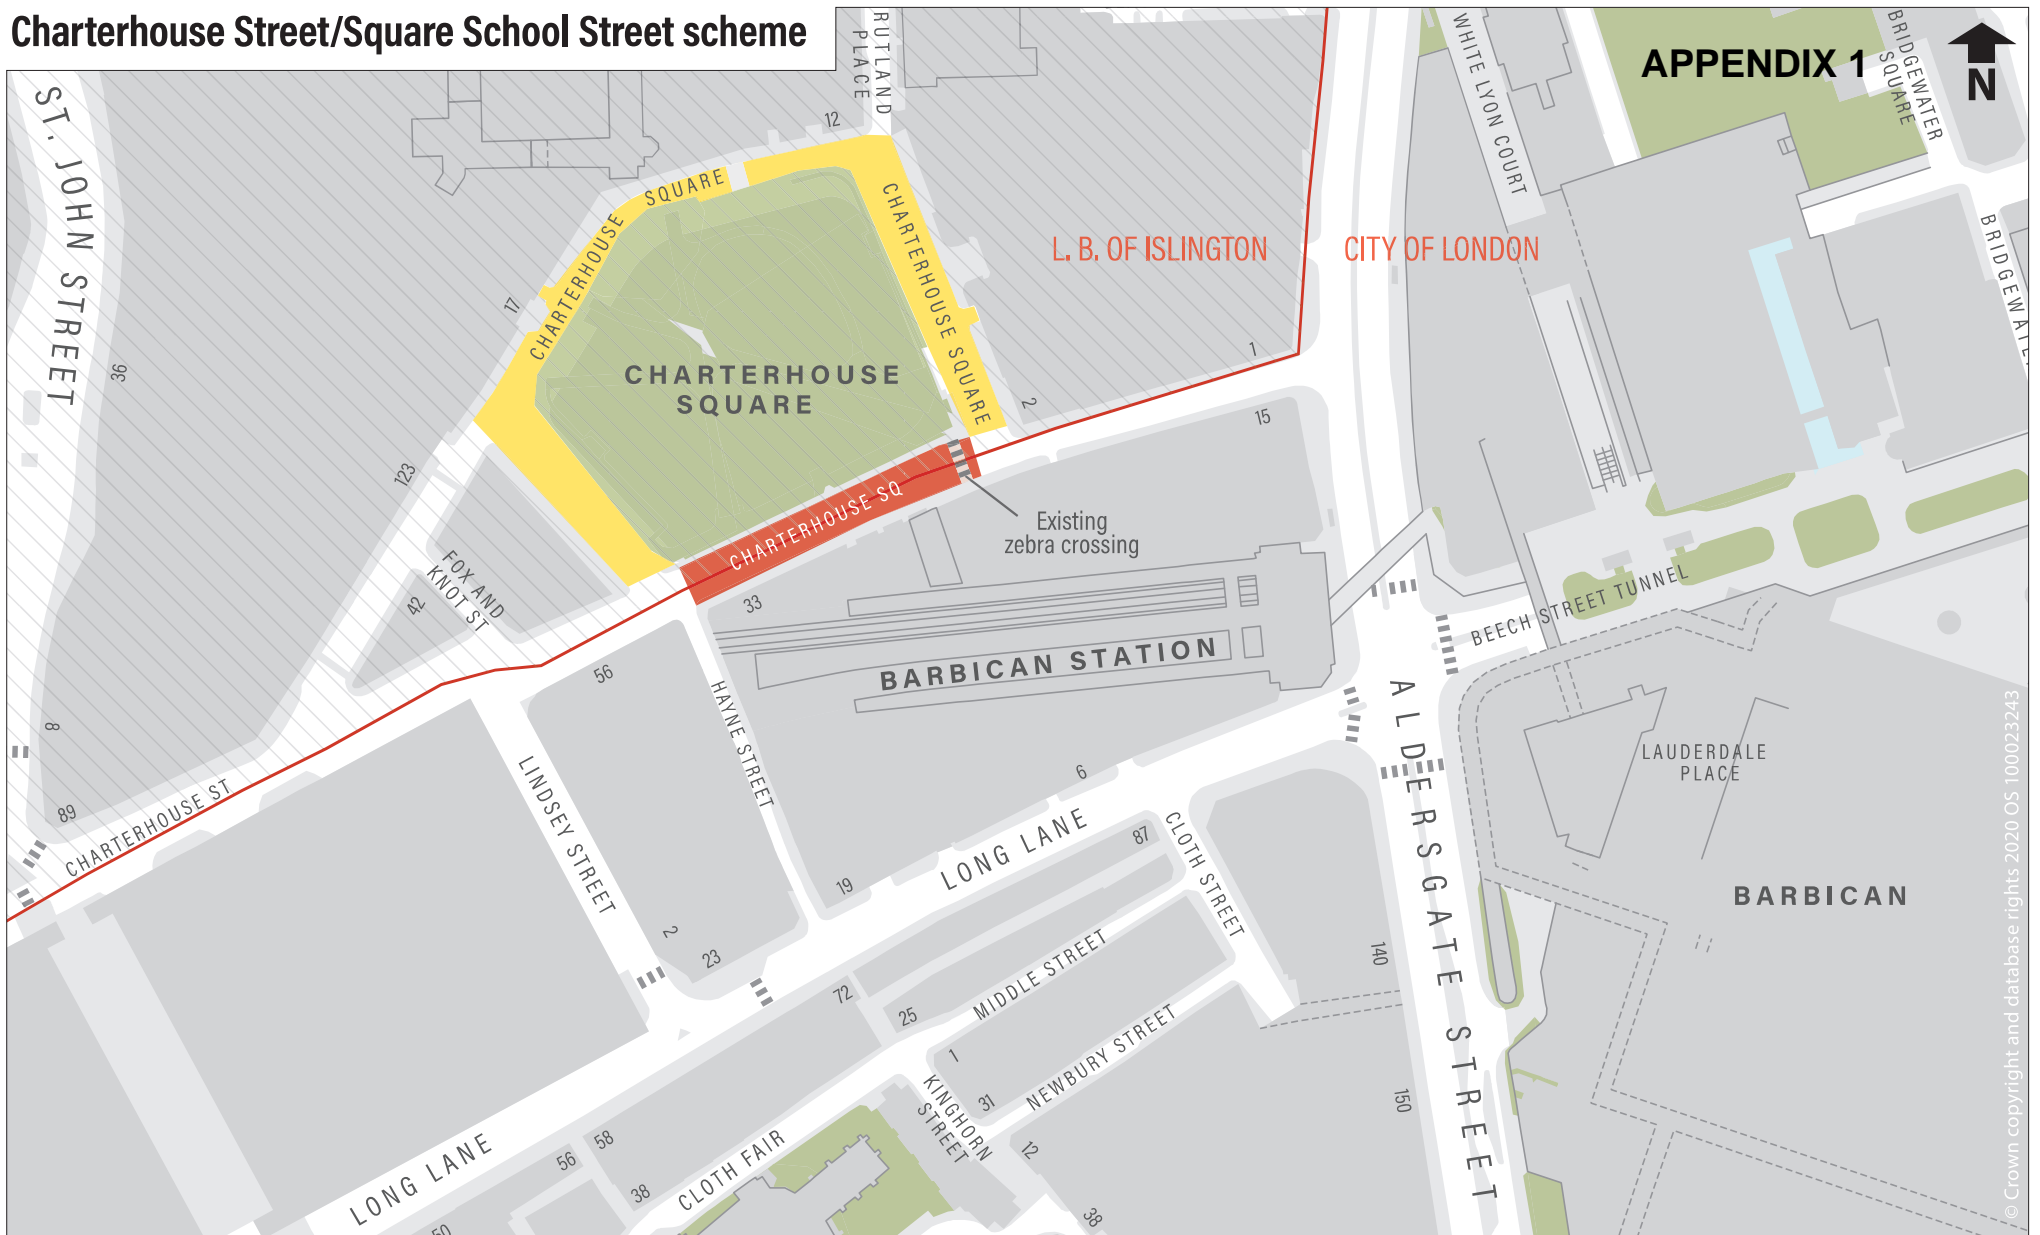 Charterhouse Street/Square School Street scheme
APPENDIX 1
N
RUTLAND
PLACE
WHITE LYON COURT
BRIDGEWATER
SQUARE
ST. JOHN STREET
12
CHARTERHOUSE SQUARE
CHARTERHOUSE SQUARE
17
36
L. B. OF ISLINGTON
CITY OF LONDON
BRIDGEWATER
CHARTERHOUSE
SQUARE
1
2
15
123
CHARTERHOUSE SQ
Existing
zebra crossing
FOX AND
KNOT ST
42
33
56
BEECH STREET TUNNEL
BARBICAN STATION
HAYNE STREET
8
89
CHARTERHOUSE ST
LINDSEY STREET
6
LONG LANE
87
CLOTH STREET
19
ALDERSGATE STREET
LAUDERDALE
PLACE
BARBICAN
2
23
72
25
MIDDLE STREET
140
1
31
NEWBURY STREET
KINGHORN
STREET
150
12
58
56
38
CLOTH FAIR
LONG LANE
50
38
© Crown copyright and database rights 2020 OS 100023243